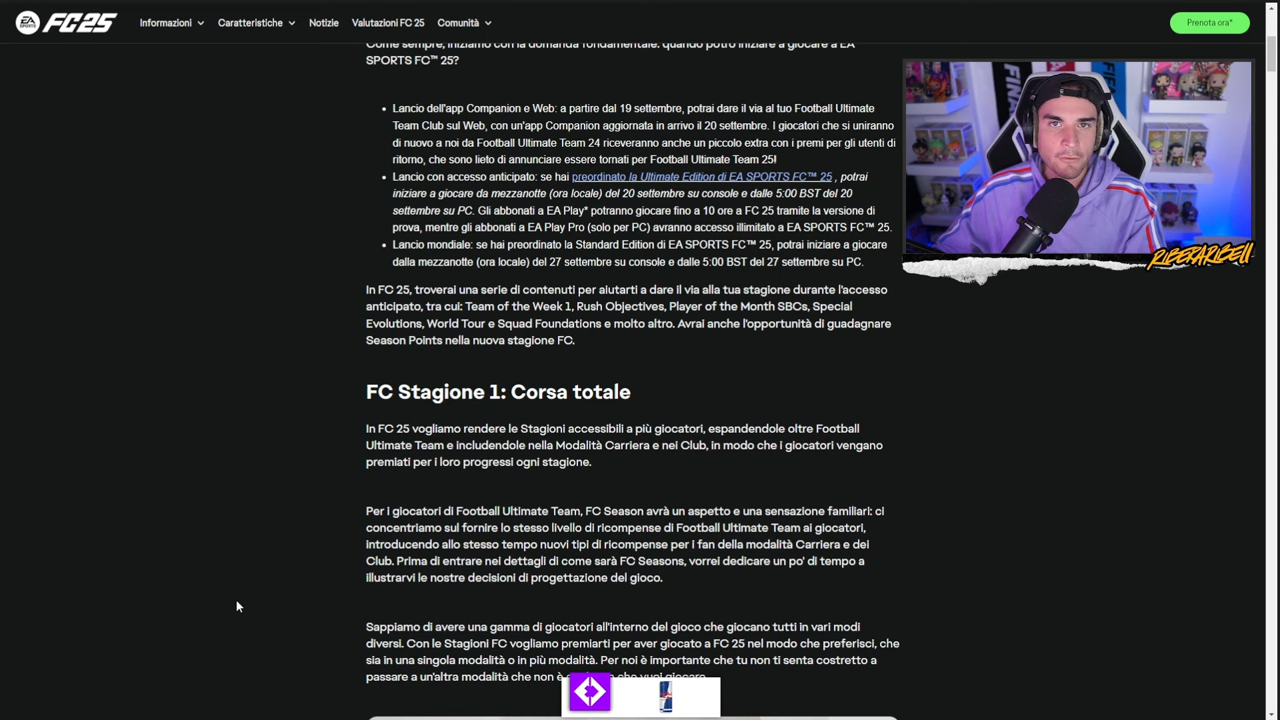 EA SPORTS FC25 Informazioni Caratteristiche Notizie Valutazioni FC 25 Comunità Prenota ora*
Come sempre, iniziamo con la domanda fondamentale: quando potrò iniziare a giocare a EA
SPORTS FC™ 25?
Lancio dell'app Companion e Web: a partire dal 19 settembre, potrai dare il via al tuo Football Ultimate
Team Club sul Web, con un'app Companion aggiornata in arrivo il 20 settembre. I giocatori che si uniranno
di nuovo a noi da Football Ultimate Team 24 riceveranno anche un piccolo extra con i premi per gli utenti di
ritorno, che sono lieto di annunciare essere tornati per Football Ultimate Team 25!
Lancio con accesso anticipato: se hai preordinato la Ultimate Edition di EA SPORTS FC™ 25 , potrai
iniziare a giocare da mezzanotte (ora locale) del 20 settembre su console e dalle 5:00 BST del 20
settembre su PC. Gli abbonati a EA Play* potranno giocare fino a 10 ore a FC 25 tramite la versione di
prova, mentre gli abbonati a EA Play Pro (solo per PC) avranno accesso illimitato a EA SPORTS FC™ 25.
Lancio mondiale: se hai preordinato la Standard Edition di EA SPORTS FC™ 25, potrai iniziare a giocare
dalla mezzanotte (ora locale) del 27 settembre su console e dalle 5:00 BST del 27 settembre su PC.
RIBERARIBELL
In FC 25, troverai una serie di contenuti per aiutarti a dare il via alla tua stagione durante l'accesso
anticipato, tra cui: Team of the Week 1, Rush Objectives, Player of the Month SBCs, Special
Evolutions, World Tour e Squad Foundations e molto altro. Avrai anche l'opportunità di guadagnare
Season Points nella nuova stagione FC.
FC Stagione 1: Corsa totale
In FC 25 vogliamo rendere le Stagioni accessibili a più giocatori, espandendole oltre Football
Ultimate Team e includendole nella Modalità Carriera e nei Club, in modo che i giocatori vengano
premiati per i loro progressi ogni stagione.
Per i giocatori di Football Ultimate Team, FC Season avrà un aspetto e una sensazione familiari: ci
concentriamo sul fornire lo stesso livello di ricompense di Football Ultimate Team ai giocatori,
introducendo allo stesso tempo nuovi tipi di ricompense per i fan della modalità Carriera e dei
Club. Prima di entrare nei dettagli di come sarà FC Seasons, vorrei dedicare un po' di tempo a
illustrarvi le nostre decisioni di progettazione del gioco.
Sappiamo di avere una gamma di giocatori all'interno del gioco che giocano tutti in vari modi
diversi. Con le Stagioni FC vogliamo premiarti per aver giocato a FC 25 nel modo che preferisci, che
sia in una singola modalità o in più modalità. Per noi è importante che tu non ti senta costretto a
passare a un'altra modalità che non è che vuoi giocare.